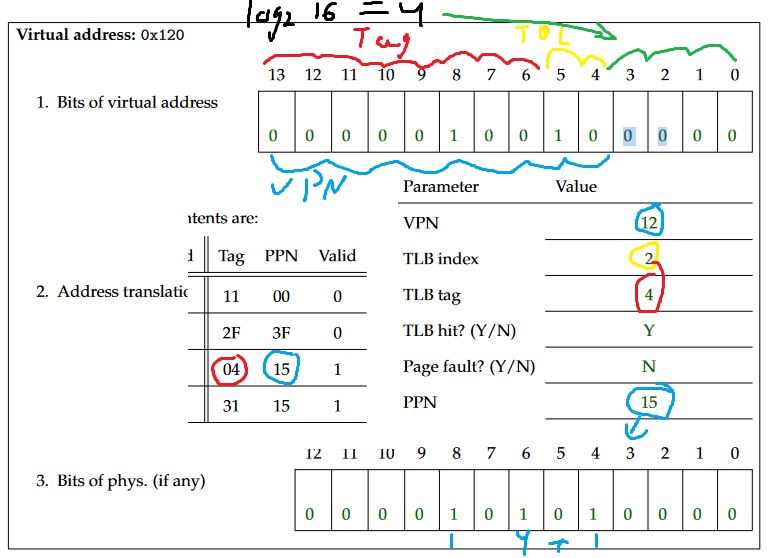 log2 16 = 4
Virtual address: 0x120
Tag TBL
13 12 11 10 9 8 7 6 5 4 3 2 1 0
1. Bits of virtual address
0 0 0 0 0 1 0 0 1 0 0 0 0 0
VPN
Parameter Value
VPN 12
TLB index 2
TLB tag 4
TLB hit? (Y/N) Y
Page fault? (Y/N) N
PPN 15
ntents are:
Tag PPN Valid
2. Address translatic
11 00 0
2F 3F 0
04 15 1
31 15 1
12 11 10 9 8 7 6 5 4 3 2 1 0
3. Bits of phys. (if any)
0 0 0 0 1 0 1 0 1 0 0 0 0
1 4 + 1